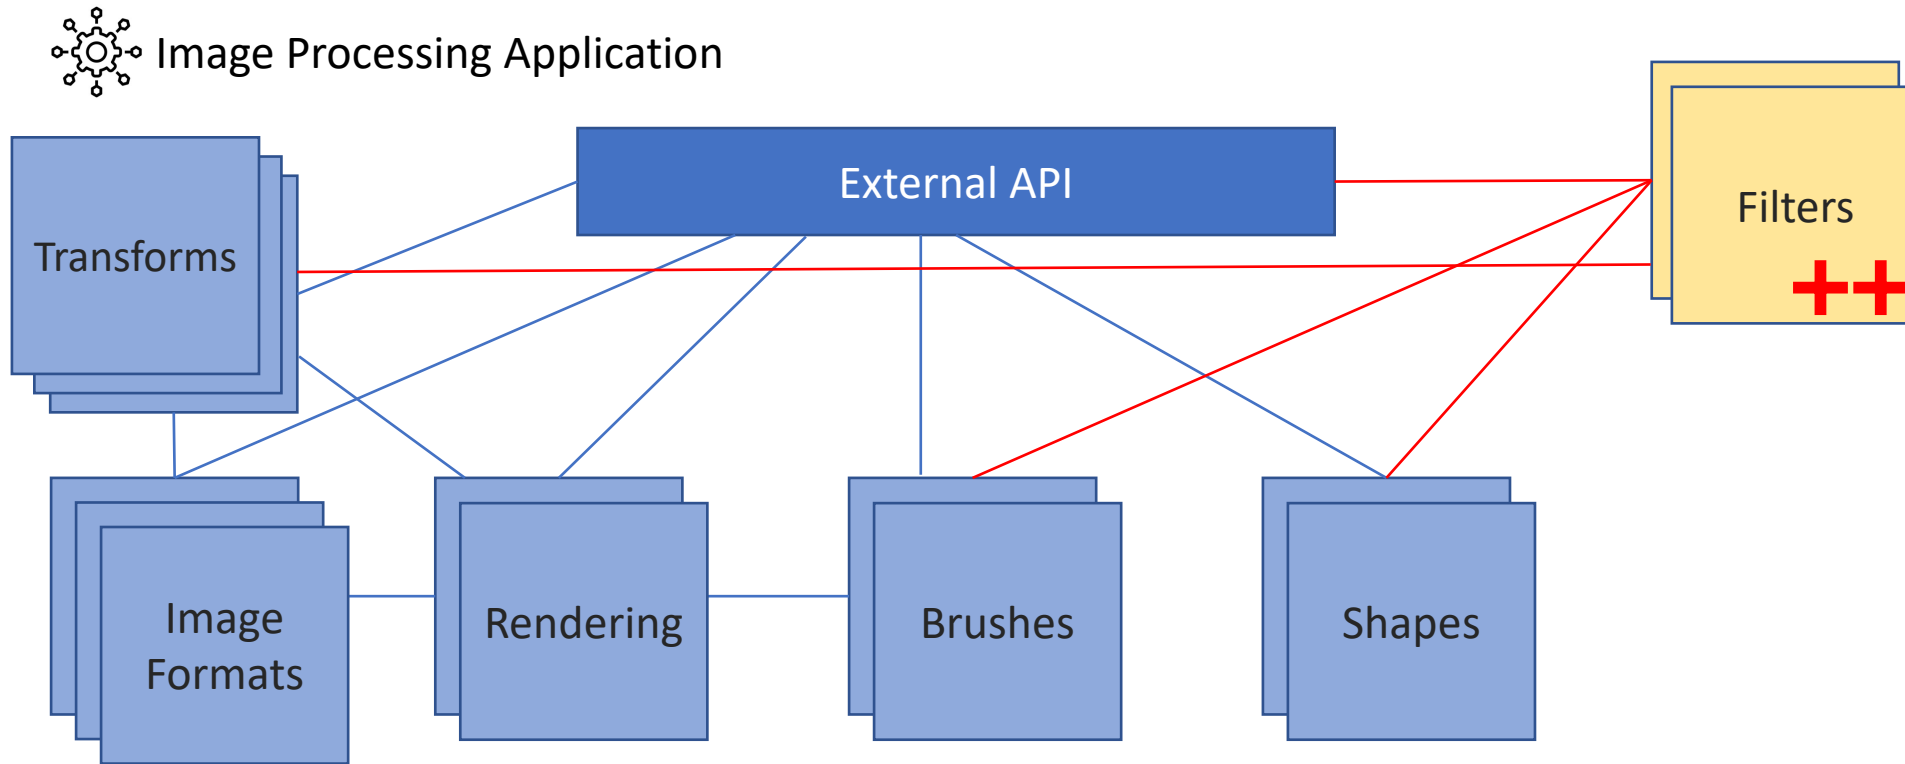 Image Processing Application
External API
Transforms
Filters
++
Image
Formats
Rendering
Brushes
Shapes